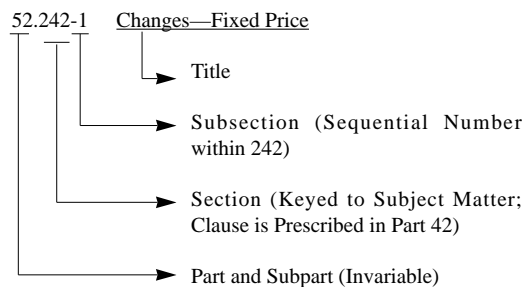 52.242-1 Changes—Fixed Price
Title
Subsection (Sequential Number
within 242)
Section (Keyed to Subject Matter;
Clause is Prescribed in Part 42)
Part and Subpart (Invariable)